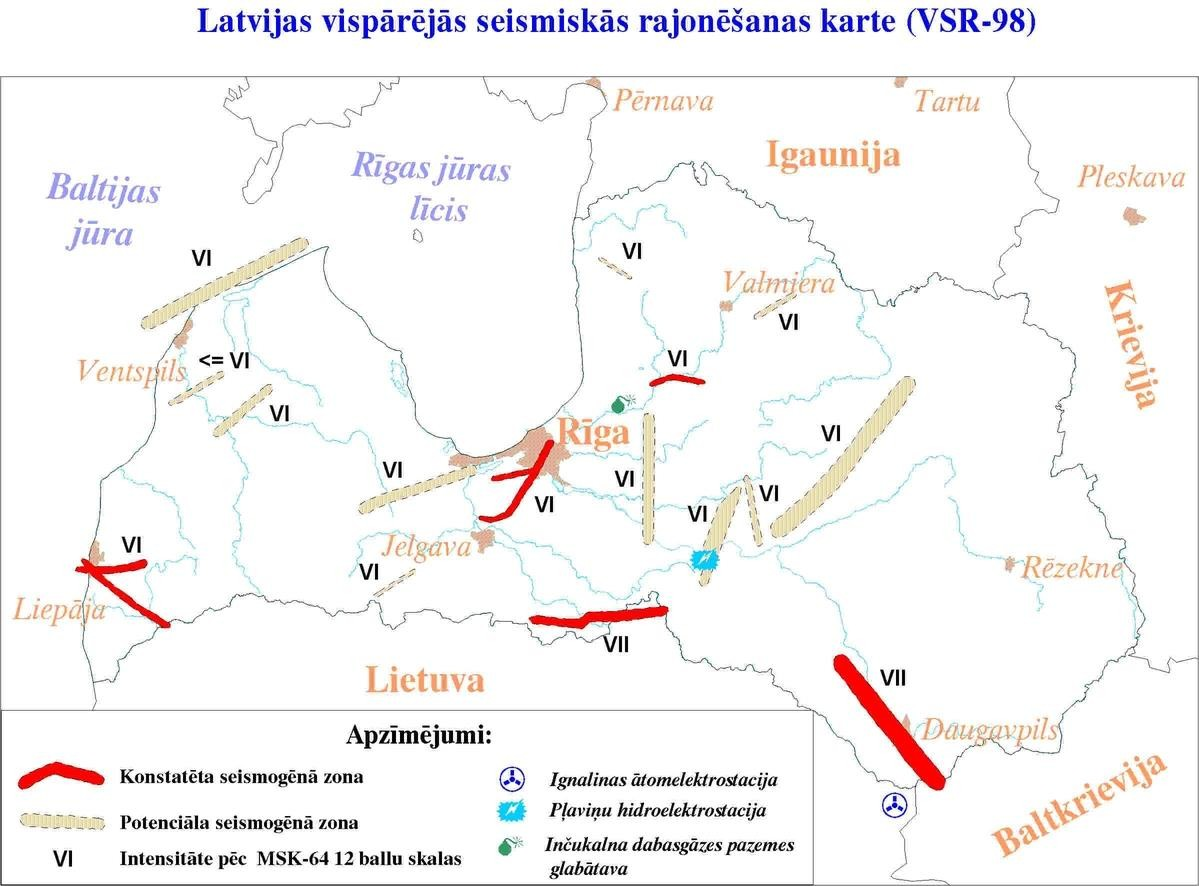 Latvijas vispārējās seismiskās rajonēšanas karte (VSR-98)
Pērnava
Tartu
Igaunija
Rīgas jūras
līcis
Baltijas
jūra
Pleskava
VI
VI
Valmiera
VI
Krievija
Ventspils
<= VI
VI
VI
Rīga
VI
VI
VI
VI
VI
VI
VI
Jelgava
VI
Rēzekne
Liepāja
VII
VII
Lietuva
Daugavpils
Baltkrievija
Apzīmējumi:
Konstatēta seismogēnā zona
Potenciāla seismogēnā zona
VI Intensitāte pēc MSK-64 12 ballu skalas
Ignalinas ātomelektrostacija
Pļaviņu hidroelektrostacija
Inčukalna dabasgāzes pazemes
glabātava